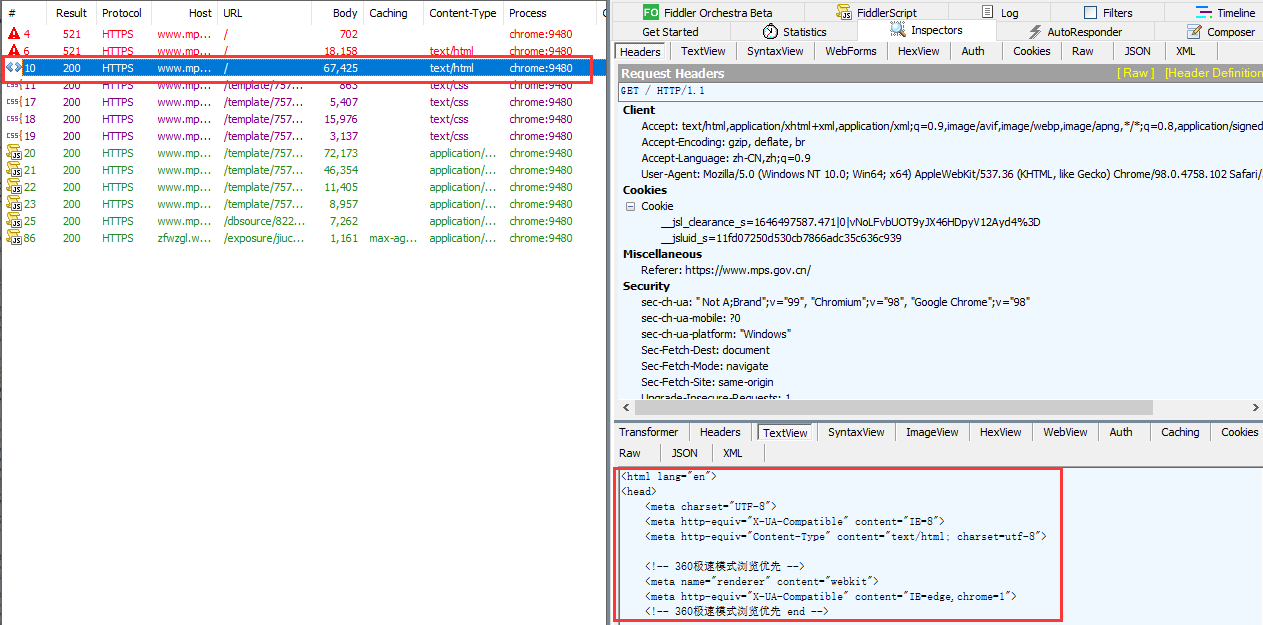 # Result Protocol Host URL Body Caching Content-Type Process
4 521 HTTPS www.mp... / 702 chrome:9480
6 521 HTTPS www.mp... / 18,158 text/html chrome:9480
10 200 HTTPS www.mp... / 67,425 text/html chrome:9480
11 200 HTTPS www.mp... /template/757... 863 text/css chrome:9480
17 200 HTTPS www.mp... /template/757... 5,407 text/css chrome:9480
18 200 HTTPS www.mp... /template/757... 15,976 text/css chrome:9480
19 200 HTTPS www.mp... /template/757... 3,137 text/css chrome:9480
20 200 HTTPS www.mp... /template/757... 72,173 application/... chrome:9480
21 200 HTTPS www.mp... /template/757... 46,354 application/... chrome:9480
22 200 HTTPS www.mp... /template/757... 11,405 application/... chrome:9480
23 200 HTTPS www.mp... /template/757... 8,957 application/... chrome:9480
25 200 HTTPS www.mp... /dbsource/822... 7,262 application/... chrome:9480
86 200 HTTPS zfwzgl.w... /exposure/jiuc... 1,161 max-ag... application/... chrome:9480
FO Fiddler Orchestra Beta FiddlerScript Log Filters Timeline
Get Started Statistics Inspectors AutoResponder Composer
Headers TextView SyntaxView WebForms HexView Auth Cookies Raw JSON XML
Request Headers [ Raw ] [Header Definition
GET / HTTP/1.1
Client
Accept: text/html,application/xhtml+xml,application/xml;q=0.9,image/avif,image/webp,image/apng,*/*;q=0.8,application/signed
Accept-Encoding: gzip, deflate, br
Accept-Language: zh-CN,zh;q=0.9
User-Agent: Mozilla/5.0 (Windows NT 10.0; Win64; x64) AppleWebKit/537.36 (KHTML, like Gecko) Chrome/98.0.4758.102 Safari/
Cookies
Cookie
__jsl_clearance_s=1646497587.471|0|vNoLFvbUOT9yJX46HDpyV12Ayd4%3D
__jsluid_s=11fd07250d530cb7866adc35c636c939
Miscellaneous
Referer: https://www.mps.gov.cn/
Security
sec-ch-ua: " Not A;Brand";v="99", "Chromium";v="98", "Google Chrome";v="98"
sec-ch-ua-mobile: ?0
sec-ch-ua-platform: "Windows"
Sec-Fetch-Dest: document
Sec-Fetch-Mode: navigate
Sec-Fetch-Site: same-origin
Upgrade-Insecure-Requests: 1
Transformer Headers TextView SyntaxView ImageView HexView WebView Auth Caching Cookies
Raw JSON XML
<html lang="en">
<head>
<meta charset="UTF-8">
<meta http-equiv="X-UA-Compatible" content="IE=8">
<meta http-equiv="Content-Type" content="text/html; charset=utf-8">
<!-- 360极速模式浏览优先 -->
<meta name="renderer" content="webkit">
<meta http-equiv="X-UA-Compatible" content="IE=edge,chrome=1">
<!-- 360极速模式浏览优先 end -->